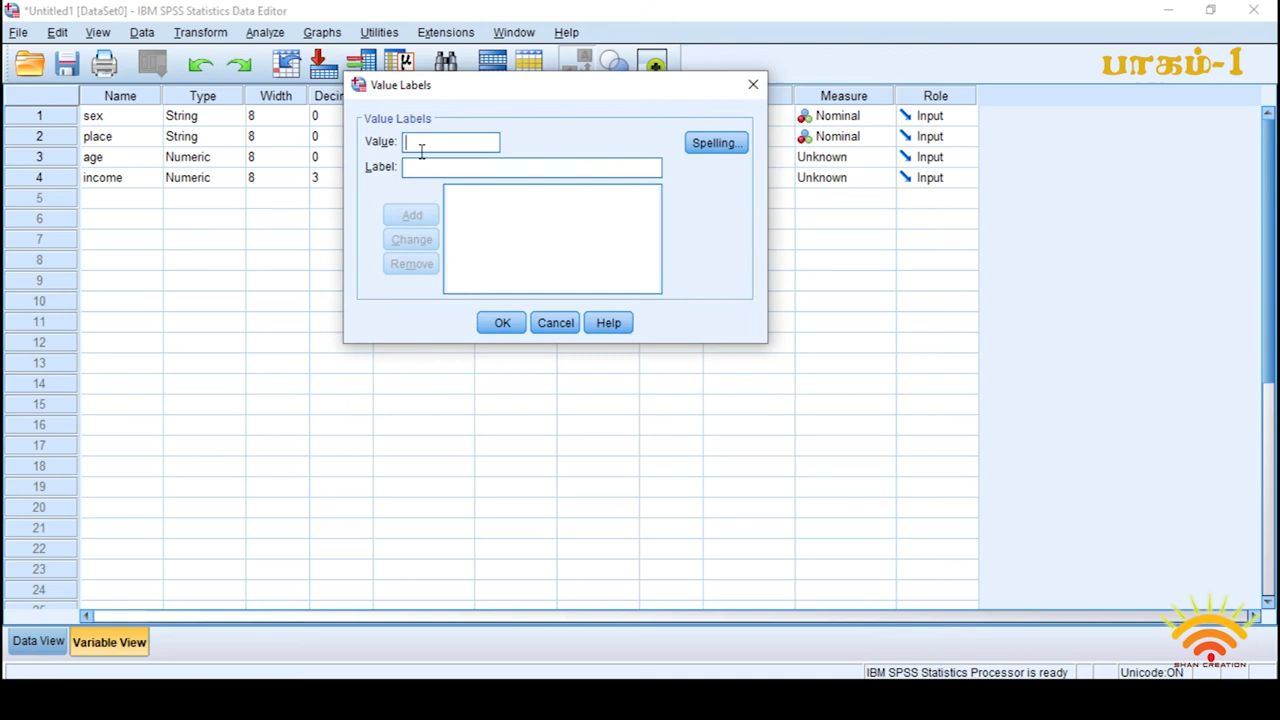 *Untitled1 [DataSet0] - IBM SPSS Statistics Data Editor
File Edit View Data Transform Analyze Graphs Utilities Extensions Window Help
பாகம்-1
Name Type Width Deci Measure Role
1 sex String 8 0 Nominal Input
2 place String 8 0 Nominal Input
3 age Numeric 8 0 Unknown Input
4 income Numeric 8 3 Unknown Input
5
6
7
8
9
10
11
12
13
14
15
16
17
18
19
20
21
22
23
24
Value Labels
Value Labels
Value:
Spelling...
Label:
Add
Change
Remove
OK Cancel Help
Data View Variable View
SHAN CREATION
IBM SPSS Statistics Processor is ready Unicode:ON